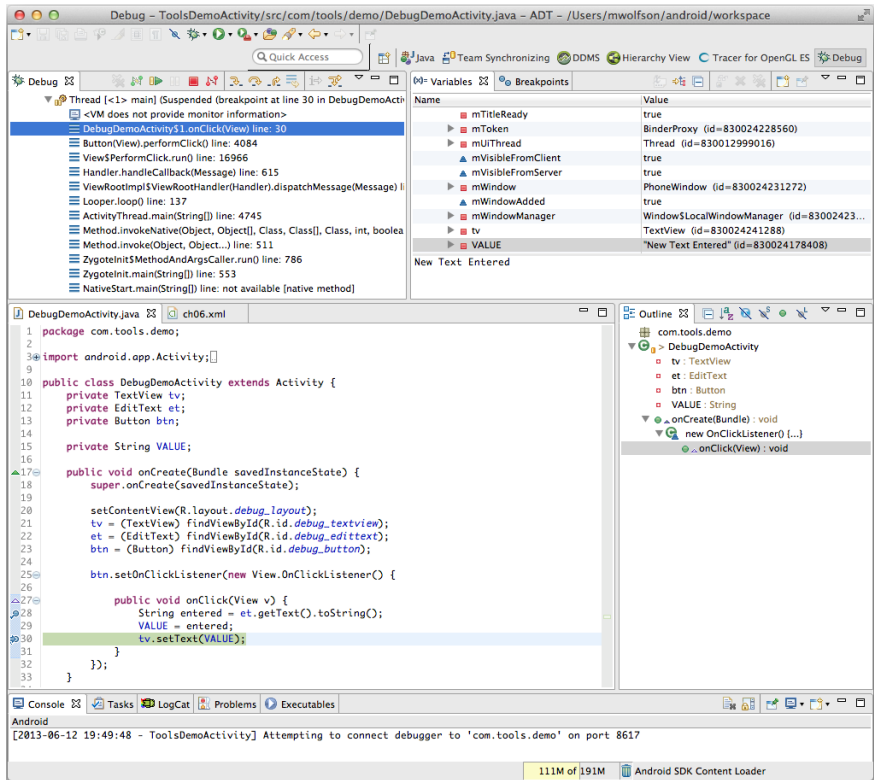 Debug – ToolsDemoActivity/src/com/tools/demo/DebugDemoActivity.java – ADT – /Users/mwolfson/android/workspace
Quick Access
Java
Team Synchronizing
DDMS
Hierarchy View
Tracer for OpenGL ES
Debug
Debug
Thread [<1> main] (Suspended (breakpoint at line 30 in DebugDemoActi
<VM does not provide monitor information>
DebugDemoActivity$1.onClick(View) line: 30
Button(View).performClick() line: 4084
View$PerformClick.run() line: 16966
Handler.handleCallback(Message) line: 615
ViewRootImpl$ViewRootHandler(Handler).dispatchMessage(Message) li
Looper.loop() line: 137
ActivityThread.main(String[]) line: 4745
Method.invokeNative(Object, Object[], Class, Class[], Class, int, boolea
Method.invoke(Object, Object...) line: 511
ZygoteInit$MethodAndArgsCaller.run() line: 786
ZygoteInit.main(String[]) line: 553
NativeStart.main(String[]) line: not available [native method]
(x)= Variables
Breakpoints
Name Value
mTitleReady true
mToken BinderProxy (id=830024228560)
mUiThread Thread (id=830012999016)
mVisibleFromClient true
mVisibleFromServer true
mWindow PhoneWindow (id=830024231272)
mWindowAdded true
mWindowManager Window$LocalWindowManager (id=83002423...
tv TextView (id=830024241288)
VALUE "New Text Entered" (id=830024178408)
New Text Entered
DebugDemoActivity.java
ch06.xml
1 package com.tools.demo;
2
3 import android.app.Activity;
9
10 public class DebugDemoActivity extends Activity {
11 private TextView tv;
12 private EditText et;
13 private Button btn;
14
15 private String VALUE;
16
17 public void onCreate(Bundle savedInstanceState) {
18 super.onCreate(savedInstanceState);
19
20 setContentView(R.layout.debug_layout);
21 tv = (TextView) findViewById(R.id.debug_textview);
22 et = (EditText) findViewById(R.id.debug_edittext);
23 btn = (Button) findViewById(R.id.debug_button);
24
25 btn.setOnClickListener(new View.OnClickListener() {
26
27 public void onClick(View v) {
28 String entered = et.getText().toString();
29 VALUE = entered;
30 tv.setText(VALUE);
31 }
32 });
33 }
Outline
com.tools.demo
> DebugDemoActivity
tv : TextView
et : EditText
btn : Button
VALUE : String
onCreate(Bundle) : void
new OnClickListener() {...}
onClick(View) : void
Console
Tasks
LogCat
Problems
Executables
Android
[2013-06-12 19:49:48 - ToolsDemoActivity] Attempting to connect debugger to 'com.tools.demo' on port 8617
111M of 191M
Android SDK Content Loader